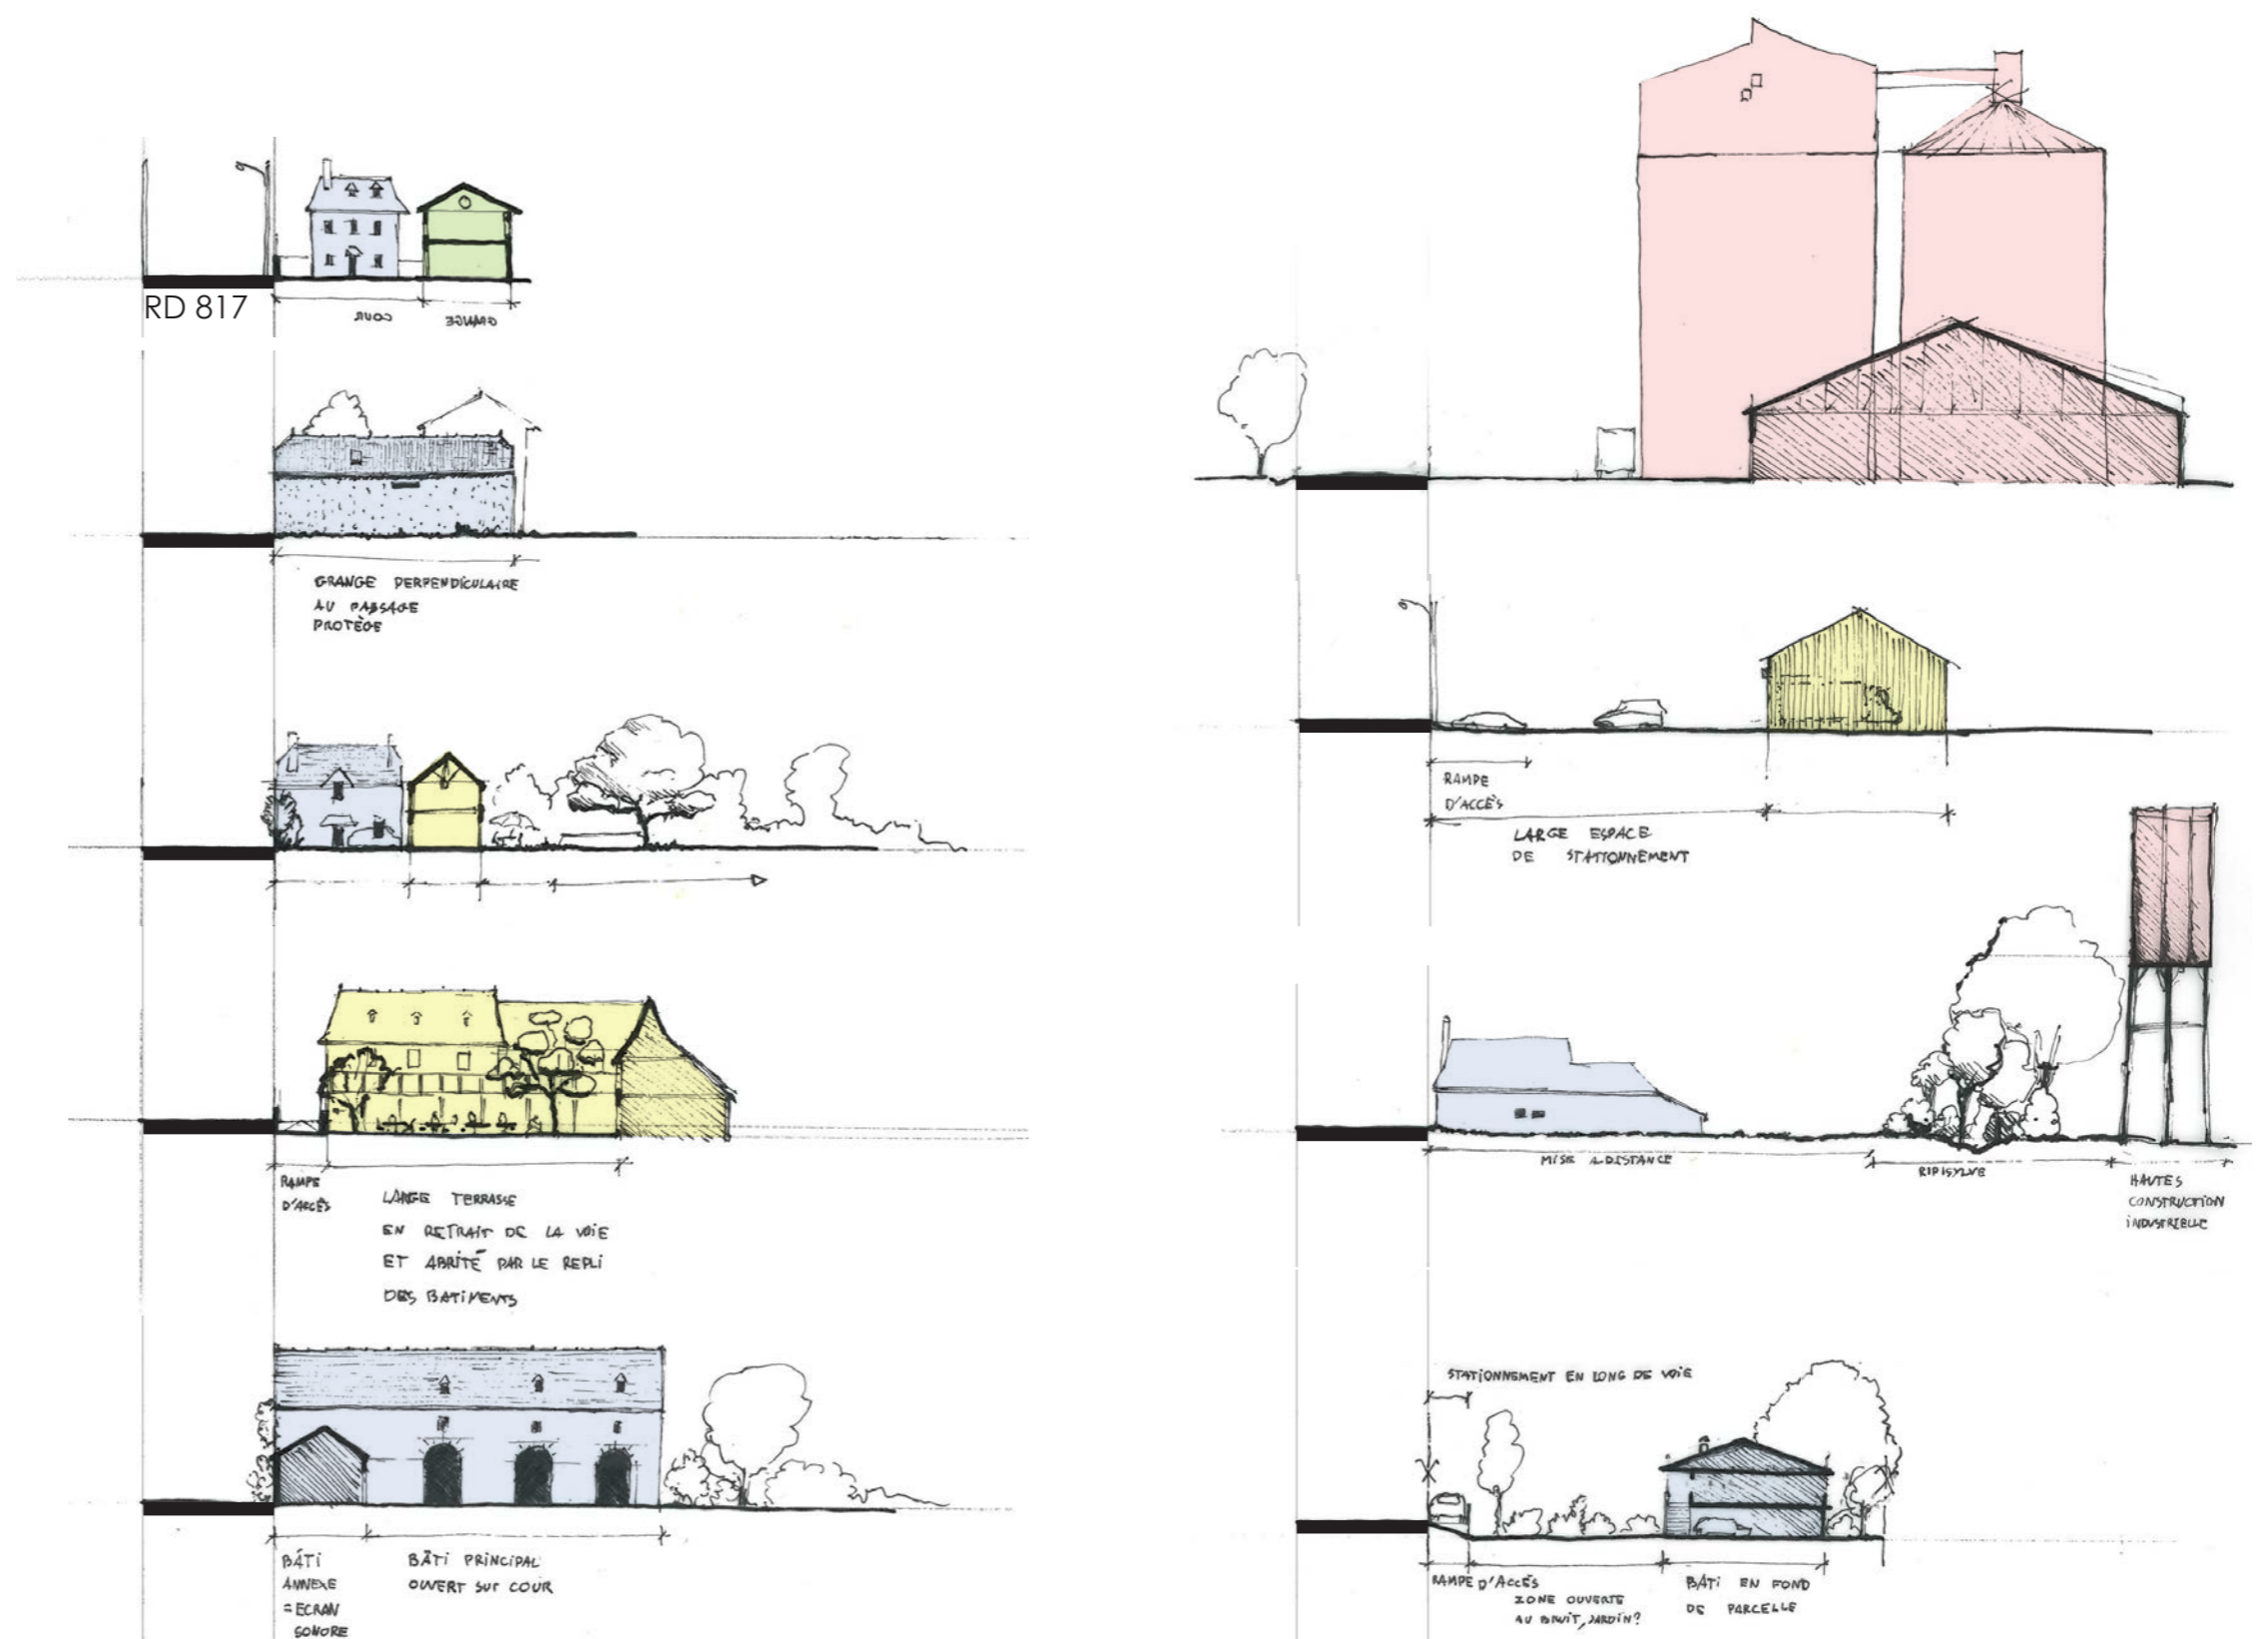 RD 817
COUR
GRANGE
GRANGE PERPENDICULAIRE
AU PASSAGE
PROTÈGE
RAMPE
D'ACCÈS
LARGE TERRASSE
EN RETRAIT DE LA VOIE
ET ABRITÉ PAR LE REPLI
DES BATIMENTS
BÂTI
ANNEXE
= ECRAN
SONORE
BÂTI PRINCIPAL
OUVERT SUR COUR
RAMPE
D'ACCÈS
LARGE ESPACE
DE STATIONNEMENT
MISE A DISTANCE
RIPISYLVE
HAUTES
CONSTRUCTION
INDUSTRIELLE
STATIONNEMENT EN LONG DE VOIE
RAMPE D'ACCÈS
ZONE OUVERTE
AU BRUIT, JARDIN?
BATI EN FOND
DE PARCELLE